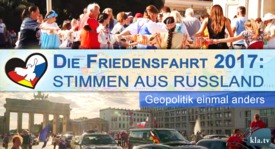 DIE FRIEDENSFAHRT 2017:
STIMMEN AUS RUSSLAND
Geopolitik einmal anders
kla.tv